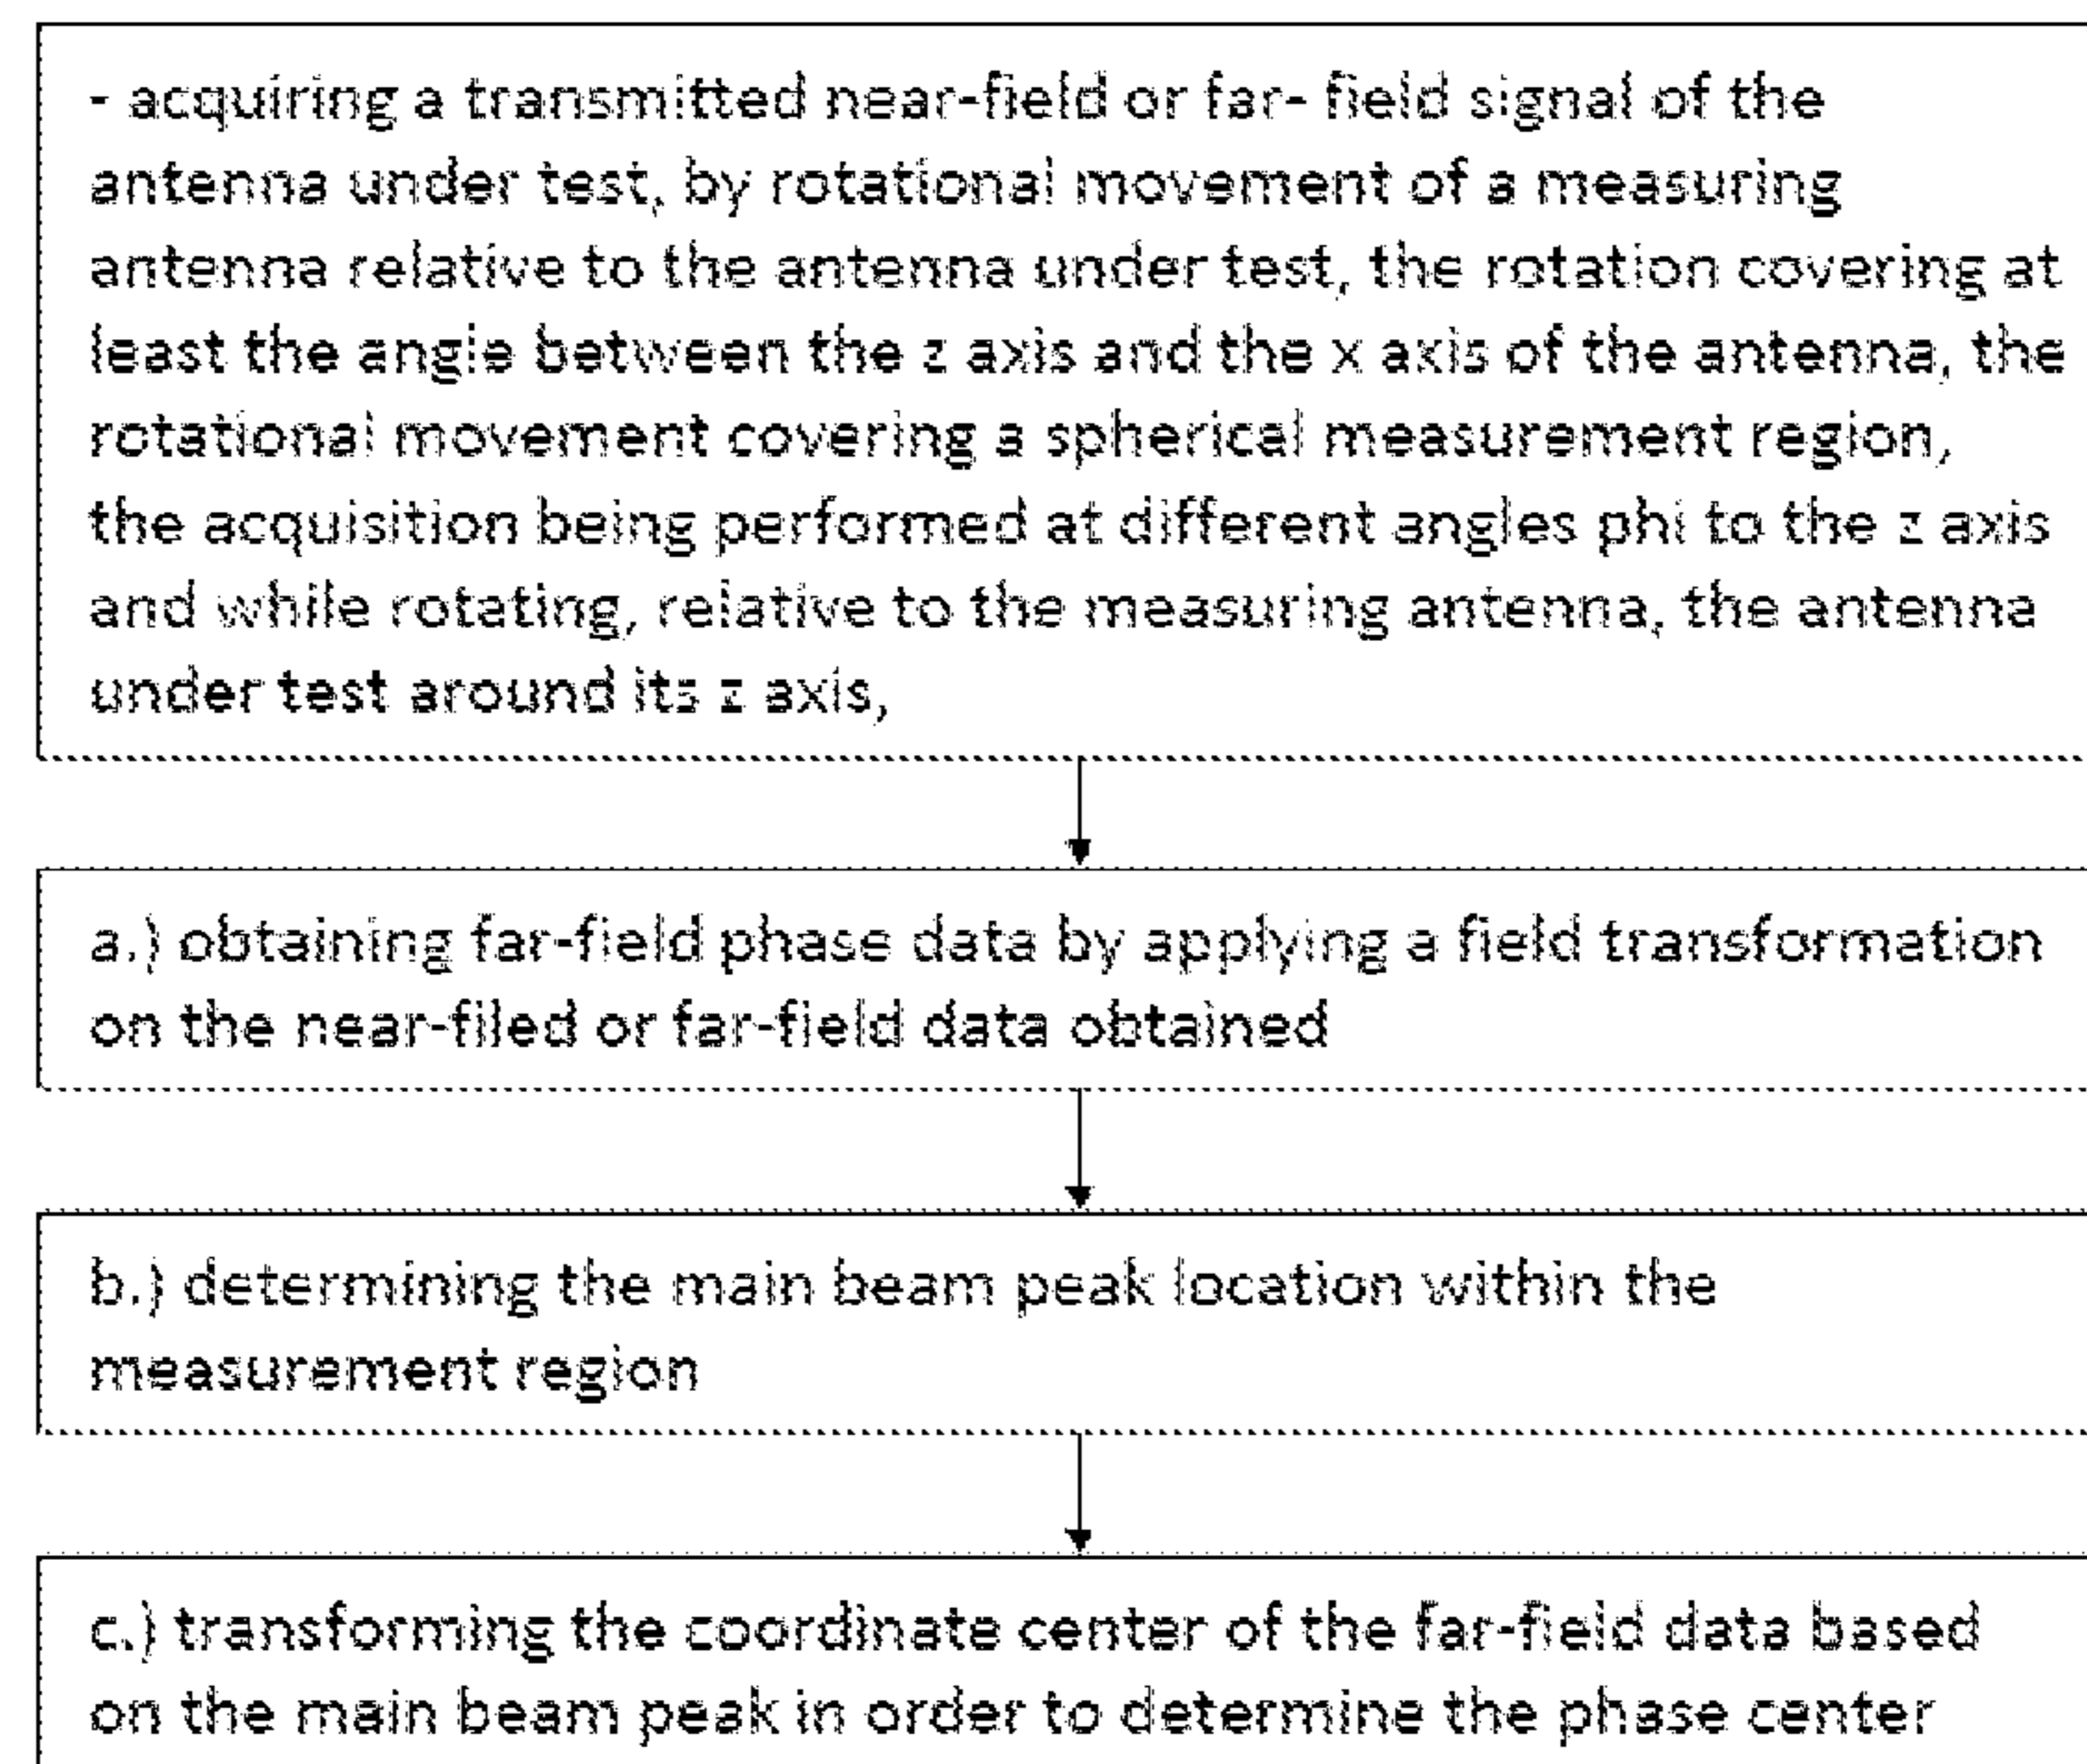 - acquiring a transmitted near-field or far- field signal of the
antenna under test, by rotational movement of a measuring
antenna relative to the antenna under test, the rotation covering at
least the angle between the z axis and the x axis of the antenna, the
rotational movement covering a spherical measurement region,
the acquisition being performed at different angles phi to the z axis
and while rotating, relative to the measuring antenna, the antenna
under test around its z axis,
a.) obtaining far-field phase data by applying a field transformation
on the near-filed or far-field data obtained
b.) determining the main beam peak location within the
measurement region
c.) transforming the coordinate center of the far-field data based
on the main beam peak in order to determine the phase center